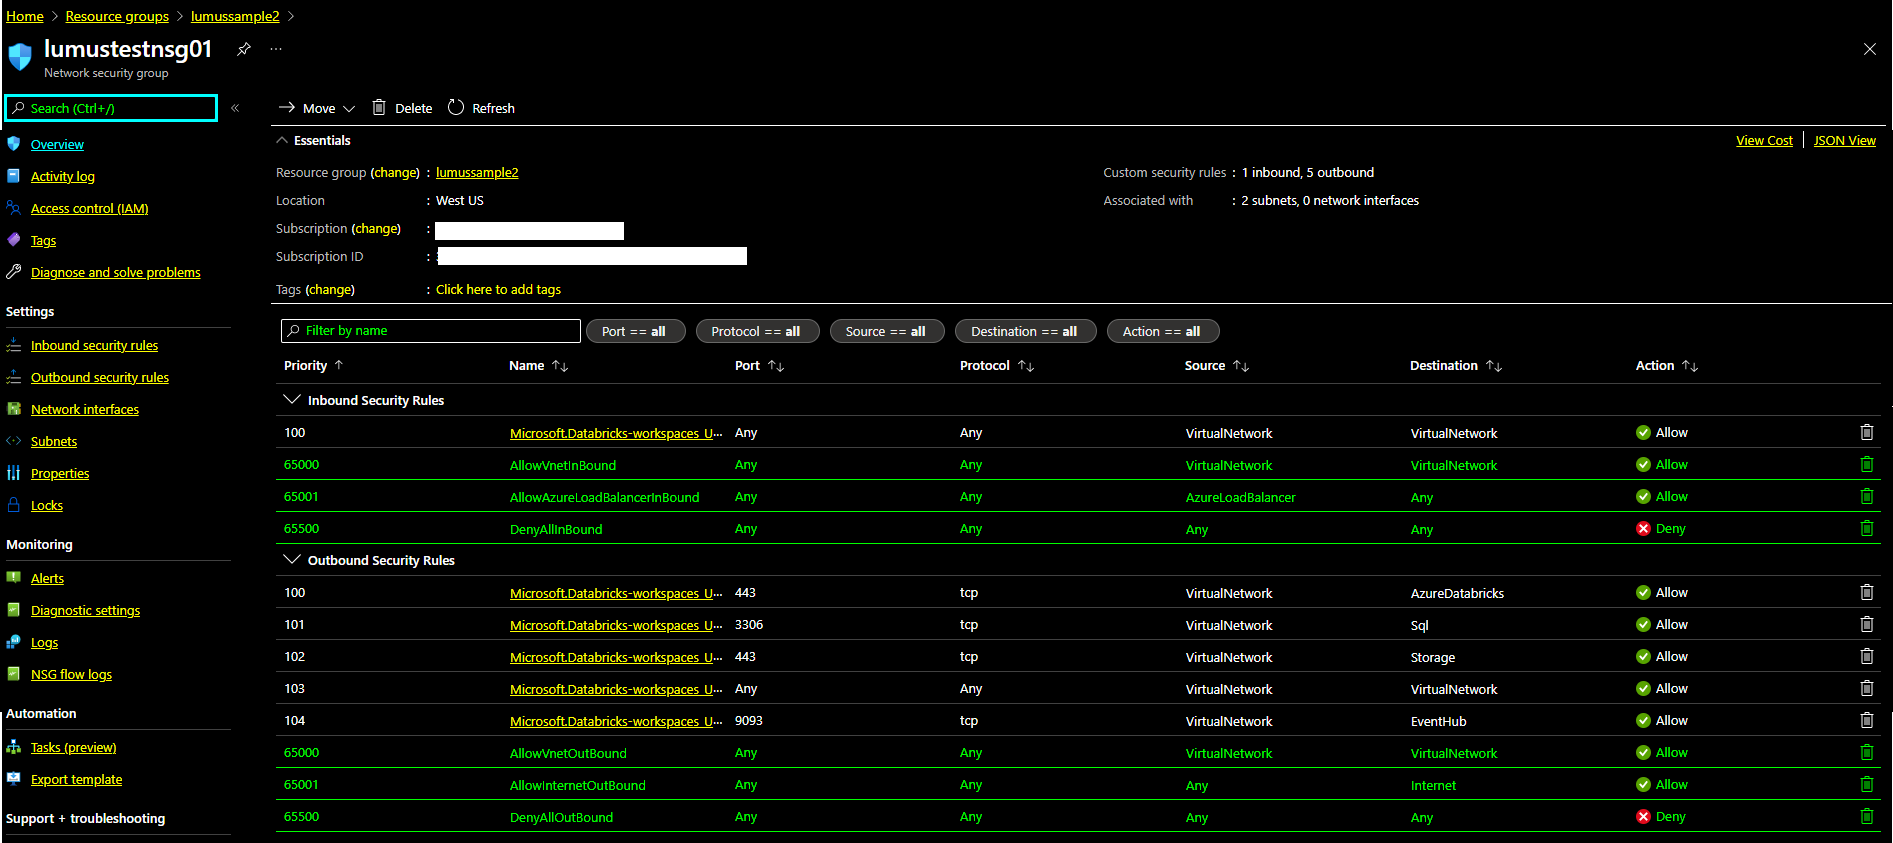 Home > Resource groups > lumussample2 >
lumustestnsg01 ...
Network security group
Search (Ctrl+/) «
Overview
Activity log
Access control (IAM)
Tags
Diagnose and solve problems
Settings
Inbound security rules
Outbound security rules
Network interfaces
Subnets
Properties
Locks
Monitoring
Alerts
Diagnostic settings
Logs
NSG flow logs
Automation
Tasks (preview)
Export template
Support + troubleshooting
Move Delete Refresh
Essentials View Cost JSON View
Resource group (change) : lumussample2
Location : West US
Subscription (change) :
Subscription ID :
Tags (change) : Click here to add tags
Custom security rules : 1 inbound, 5 outbound
Associated with : 2 subnets, 0 network interfaces
Filter by name Port == all Protocol == all Source == all Destination == all Action == all
Priority ↑ Name ↑↓ Port ↑↓ Protocol ↑↓ Source ↑↓ Destination ↑↓ Action ↑↓
Inbound Security Rules
100 Microsoft.Databricks-workspaces_U... Any Any VirtualNetwork VirtualNetwork Allow
65000 AllowVnetInBound Any Any VirtualNetwork VirtualNetwork Allow
65001 AllowAzureLoadBalancerInBound Any Any AzureLoadBalancer Any Allow
65500 DenyAllInBound Any Any Any Any Deny
Outbound Security Rules
100 Microsoft.Databricks-workspaces_U... 443 tcp VirtualNetwork AzureDatabricks Allow
101 Microsoft.Databricks-workspaces_U... 3306 tcp VirtualNetwork Sql Allow
102 Microsoft.Databricks-workspaces_U... 443 tcp VirtualNetwork Storage Allow
103 Microsoft.Databricks-workspaces_U... Any Any VirtualNetwork VirtualNetwork Allow
104 Microsoft.Databricks-workspaces_U... 9093 tcp VirtualNetwork EventHub Allow
65000 AllowVnetOutBound Any Any VirtualNetwork VirtualNetwork Allow
65001 AllowInternetOutBound Any Any Any Internet Allow
65500 DenyAllOutBound Any Any Any Any Deny